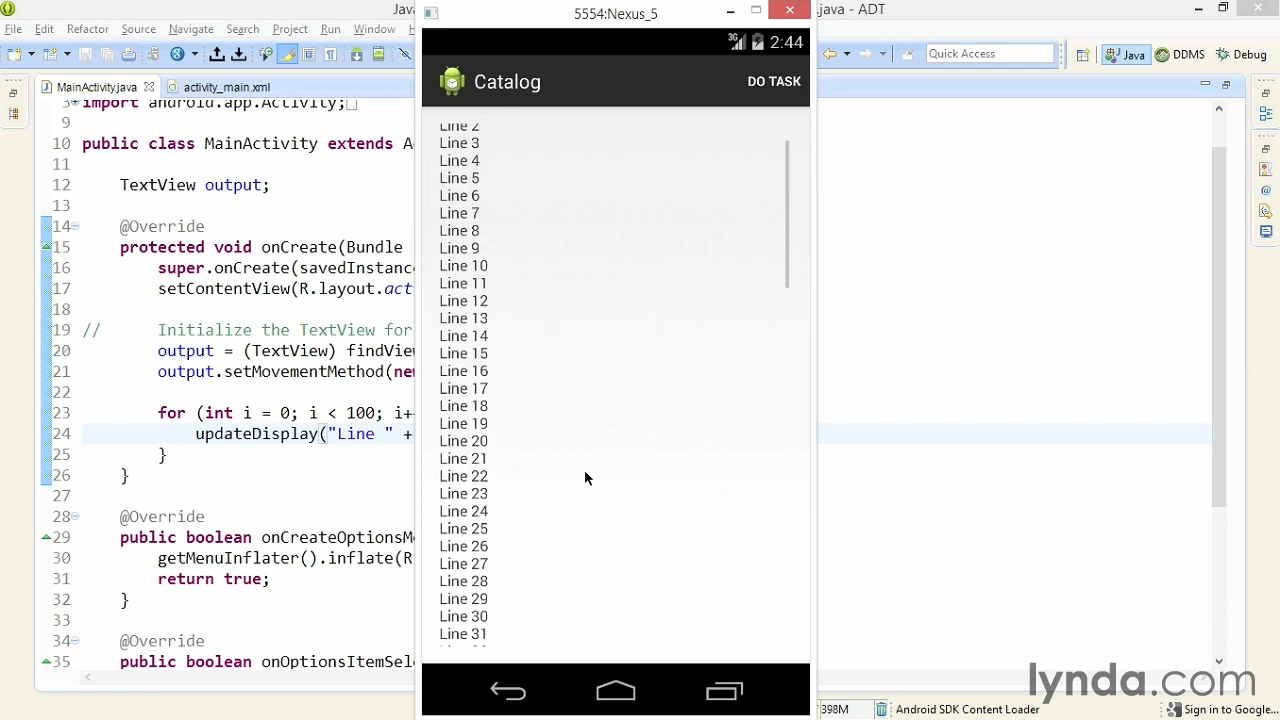 Java
5554:Nexus_5
java - ADT
File Edit Refactor Source Navigate Search Project Run Window
Quick Access
Java
DDMS
Debug
3G 2:44
MainActivity.java
activity_main.xml
Catalog
DO TASK
3 import android.app.Activity;
9
10 public class MainActivity extends A
11
12 TextView output;
13
14 @Override
15 protected void onCreate(Bundle
16 super.onCreate(savedInstanc
17 setContentView(R.layout.act
18
19 // Initialize the TextView for
20 output = (TextView) findView
21 output.setMovementMethod(new
22
23 for (int i = 0; i < 100; i+
24 updateDisplay("Line " +
25 }
26 }
27
28 @Override
29 public boolean onCreateOptionsM
30 getMenuInflater().inflate(R
31 return true;
32 }
33
34 @Override
35 public boolean onOptionsItemSel
Line 2
Line 3
Line 4
Line 5
Line 6
Line 7
Line 8
Line 9
Line 10
Line 11
Line 12
Line 13
Line 14
Line 15
Line 16
Line 17
Line 18
Line 19
Line 20
Line 21
Line 22
Line 23
Line 24
Line 25
Line 26
Line 27
Line 28
Line 29
Line 30
Line 31
lynda.com
398M
Android SDK Content Loader
Sign in to Google...